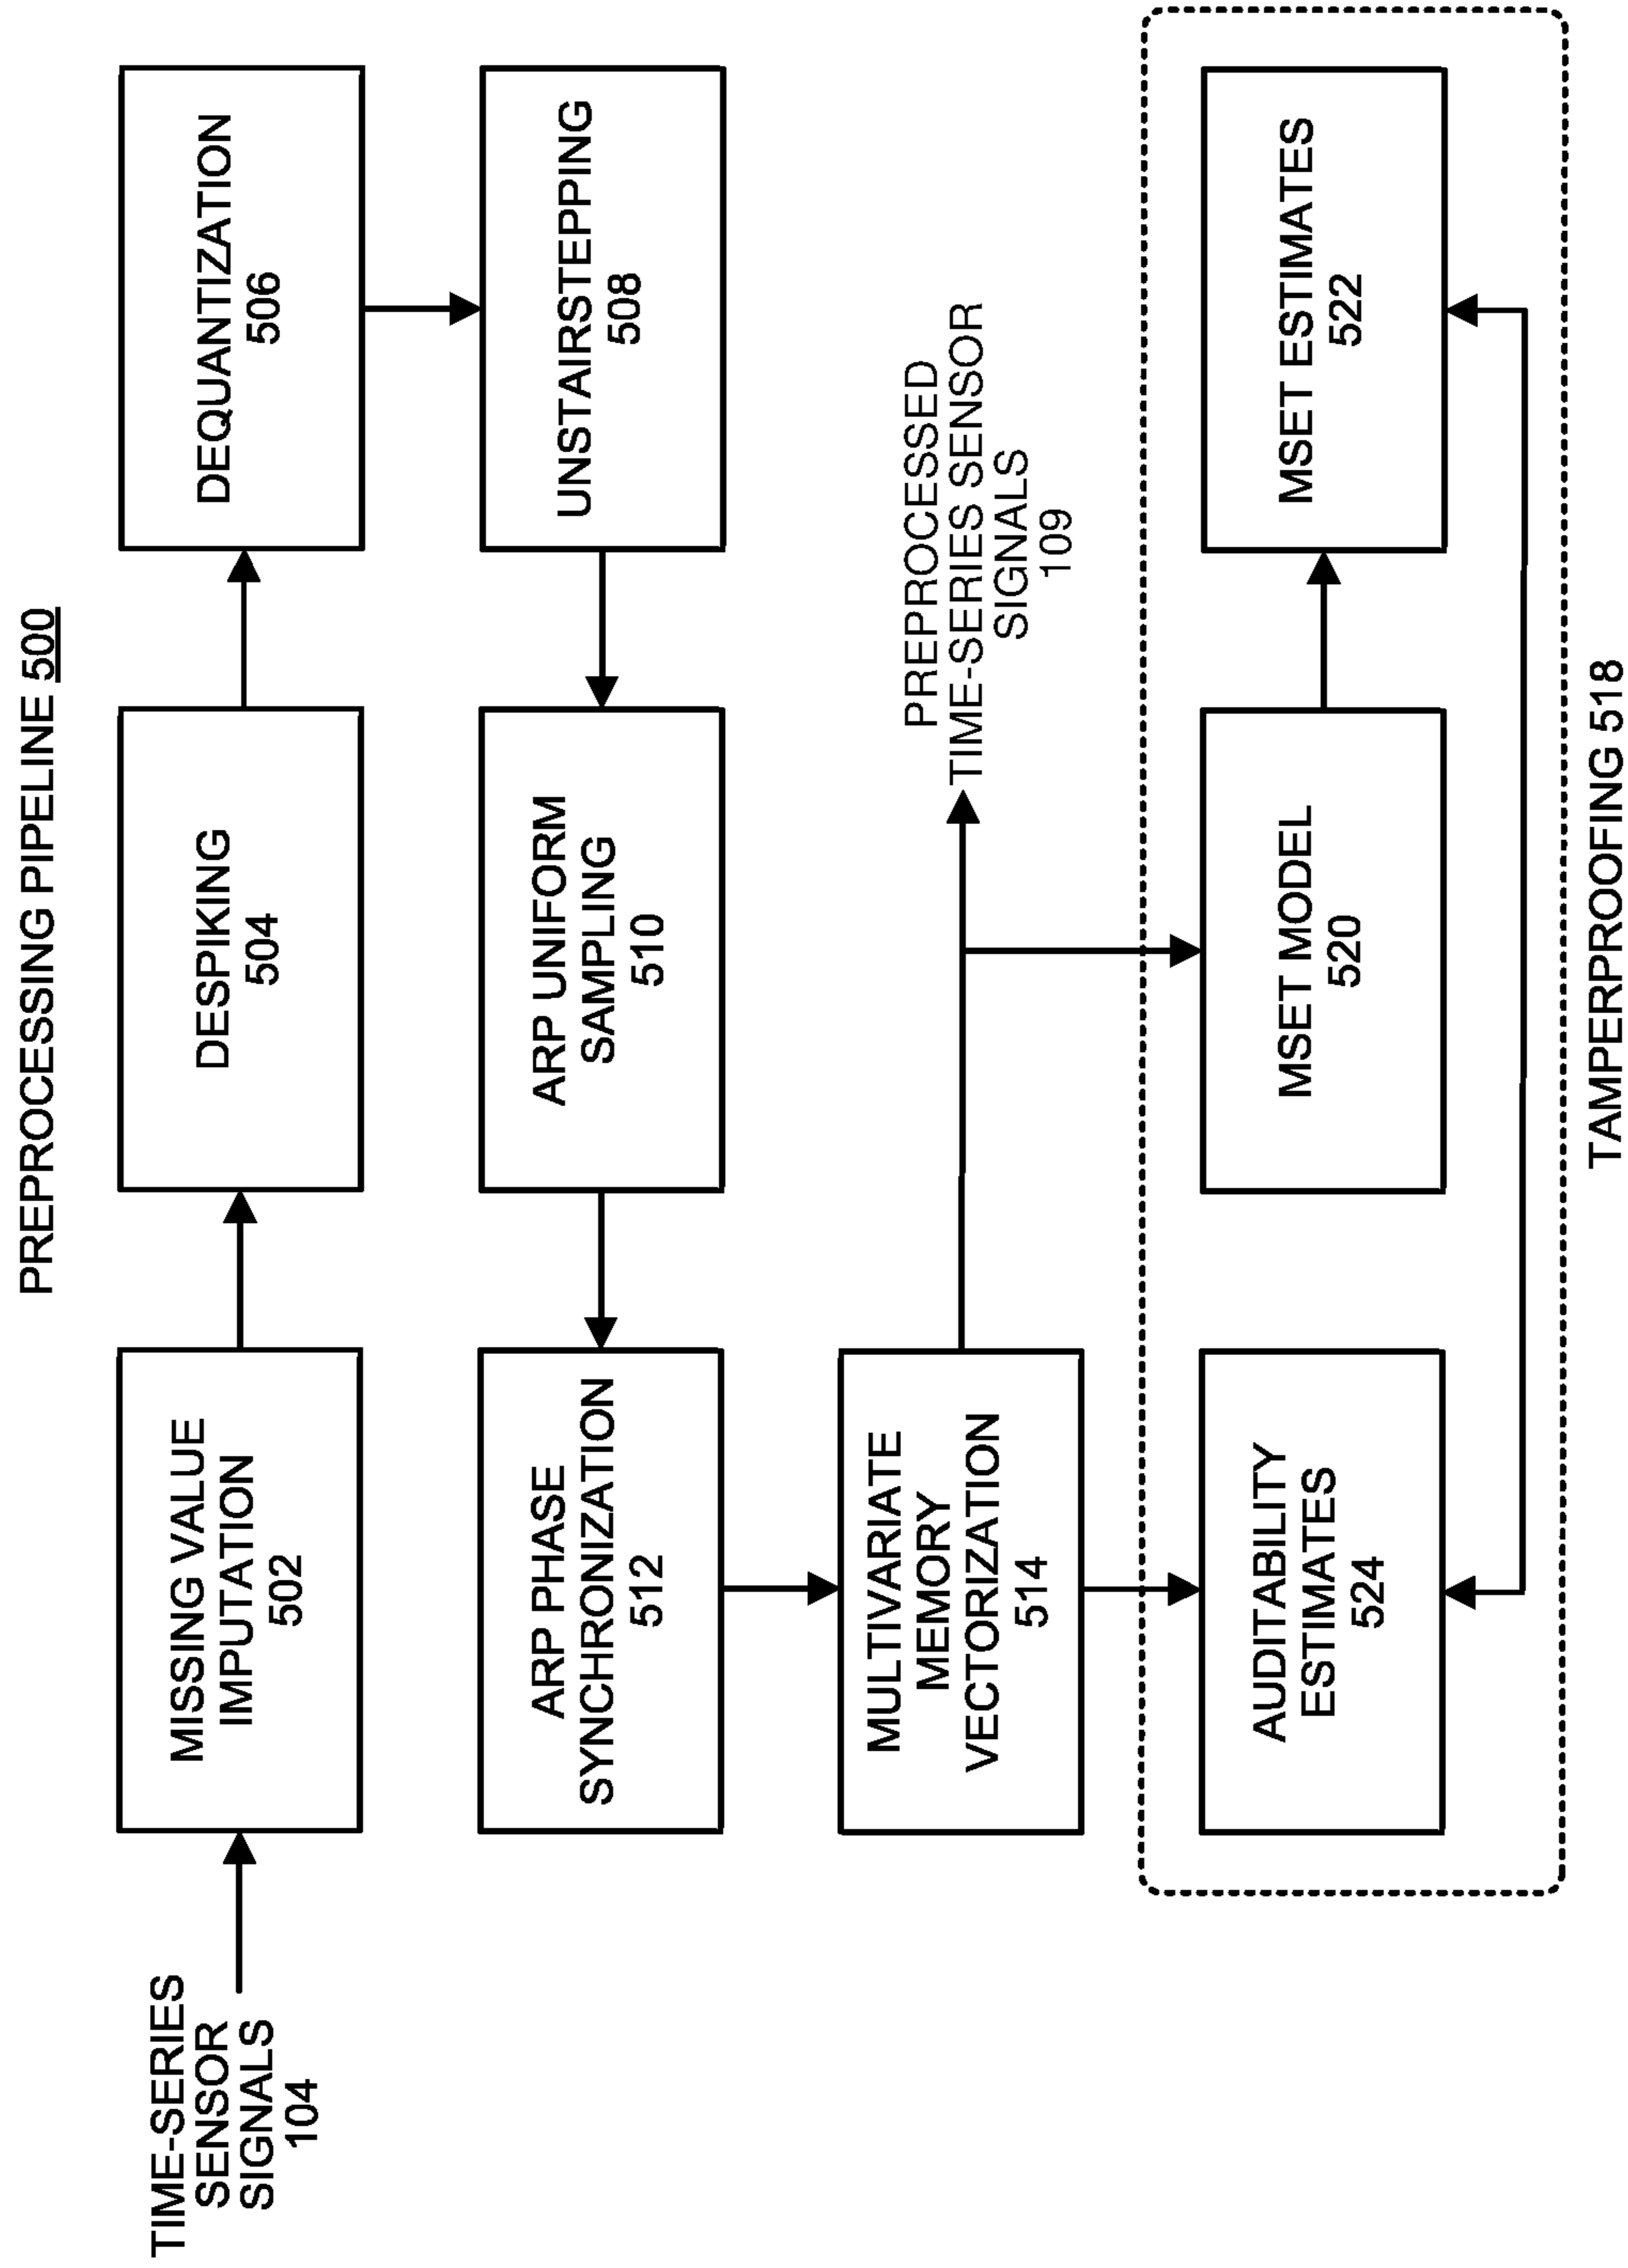 PREPROCESSING PIPELINE 500
TIME-SERIES
SENSOR
SIGNALS
104
MISSING VALUE
IMPUTATION
502
DESPIKING
504
DEQUANTIZATION
506
UNSTAIRSTEPPING
508
ARP UNIFORM
SAMPLING
510
ARP PHASE
SYNCHRONIZATION
512
MULTIVARIATE
MEMORY
VECTORIZATION
514
PREPROCESSED
TIME-SERIES SENSOR
SIGNALS
109
AUDITABILITY
ESTIMATES
524
MSET MODEL
520
MSET ESTIMATES
522
TAMPERPROOFING 518